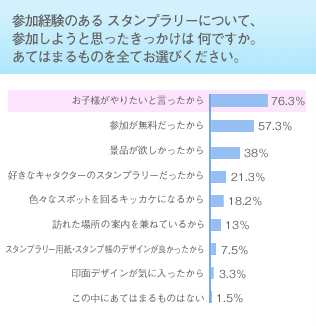 参加経験のある スタンプラリーについて、
参加しようと思ったきっかけは 何ですか。
あてはまるものを全てお選びください。
お子様がやりたいと言ったから 76.3%
参加が無料だったから 57.3%
景品が欲しかったから 38%
好きなキャタクターのスタンプラリーだったから 21.3%
色々なスポットを回るキッカケになるから 18.2%
訪れた場所の案内を兼ねているから 13%
スタンプラリー用紙・スタンプ帳のデザインが良かったから 7.5%
印面デザインが気に入ったから 3.3%
この中にあてはまるものはない 1.5%